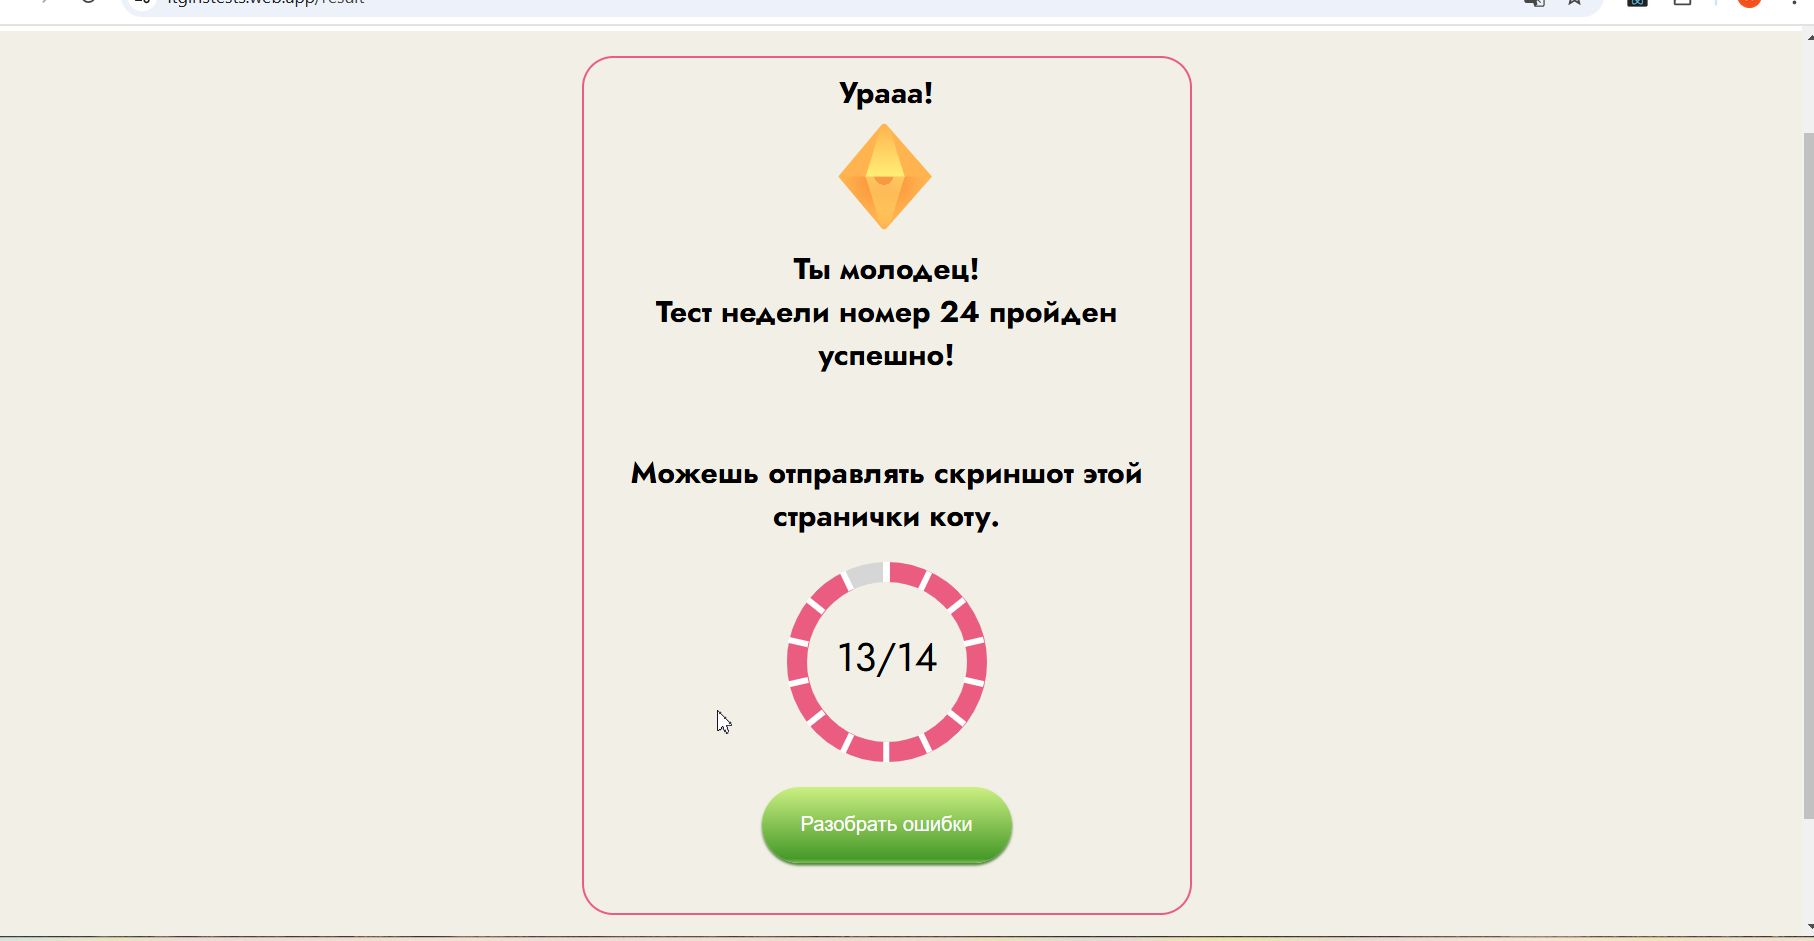 Урааа!
Ты молодец!
Тест недели номер 24 пройден
успешно!
Можешь отправлять скриншот этой
странички коту.
13/14
Разобрать ошибки